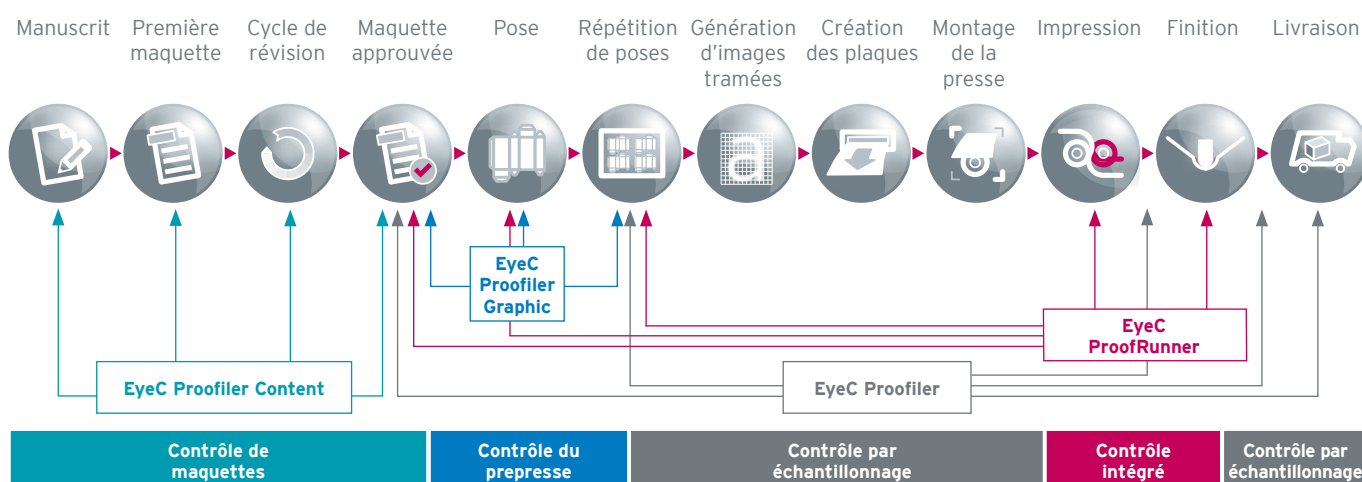 Manuscrit
Première
maquette
Cycle de
révision
Maquette
approuvée
Pose
Répétition
de poses
Génération
d'images
tramées
Création
des plaques
Montage
de la
presse
Impression
Finition
Livraison
a
EyeC
Proofiler
Graphic
EyeC
ProofRunner
EyeC Proofiler Content
EyeC Proofiler
Contrôle de
maquettes
Contrôle du
prepresse
Contrôle par
échantillonnage
Contrôle
intégré
Contrôle par
échantillonnage